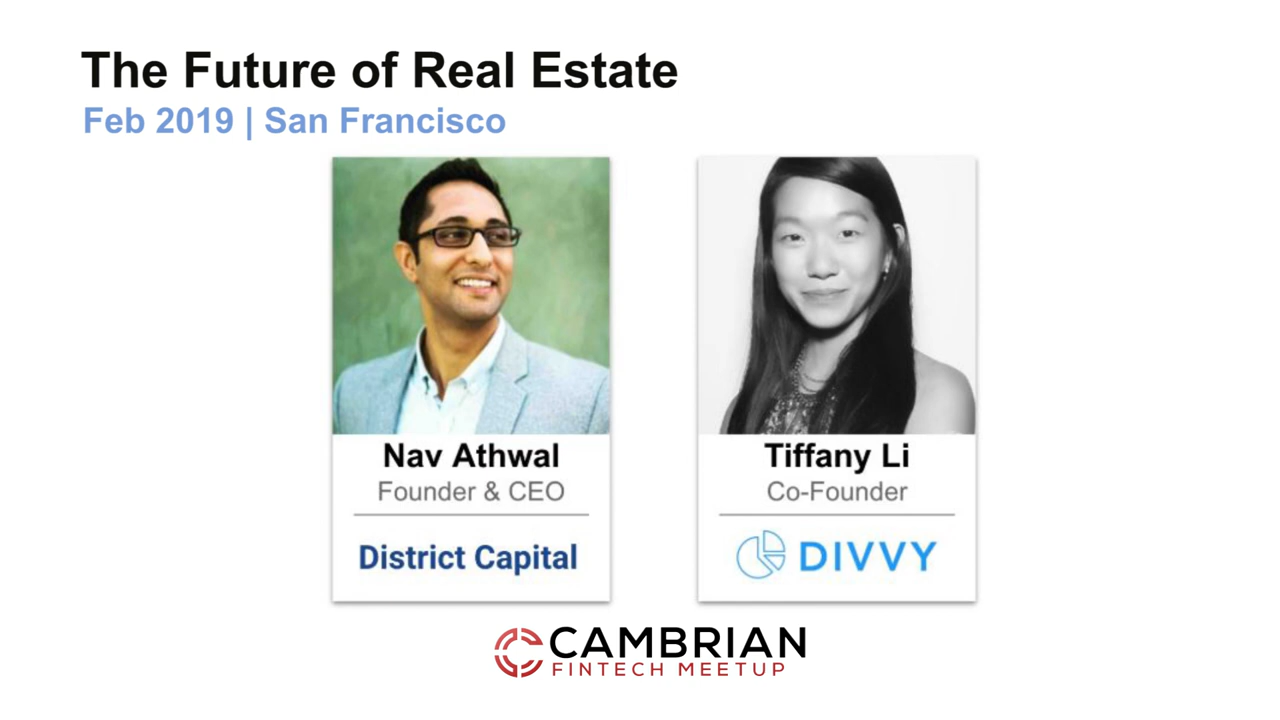 The Future of Real Estate
Feb 2019 | San Francisco
Nav Athwal
Founder & CEO
District Capital
Tiffany Li
Co-Founder
DIVVY
CAMBRIAN
FINTECH MEETUP